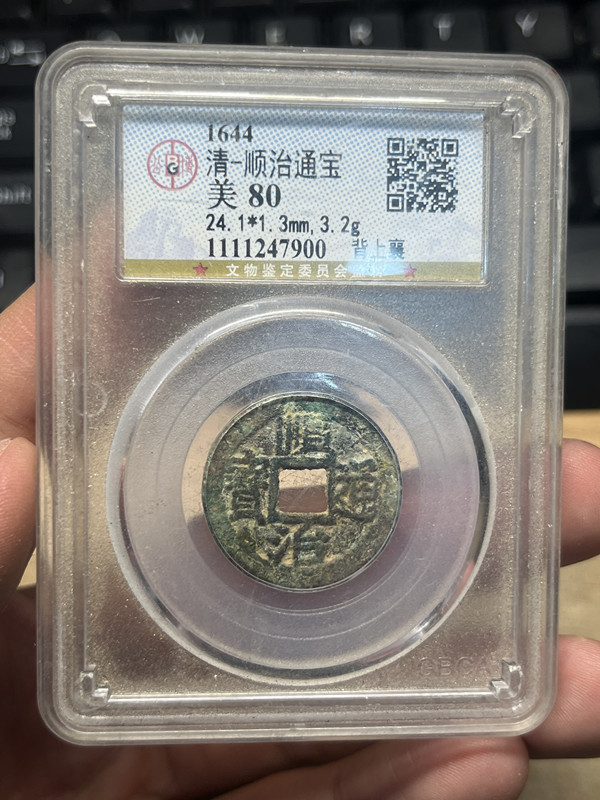 1644
清-顺治通宝
美 80
24.1*1.3mm,3.2g
1111247900 背上襄
文物鉴定委员会
順
寶 通
治
GBCA
W E R
Shift